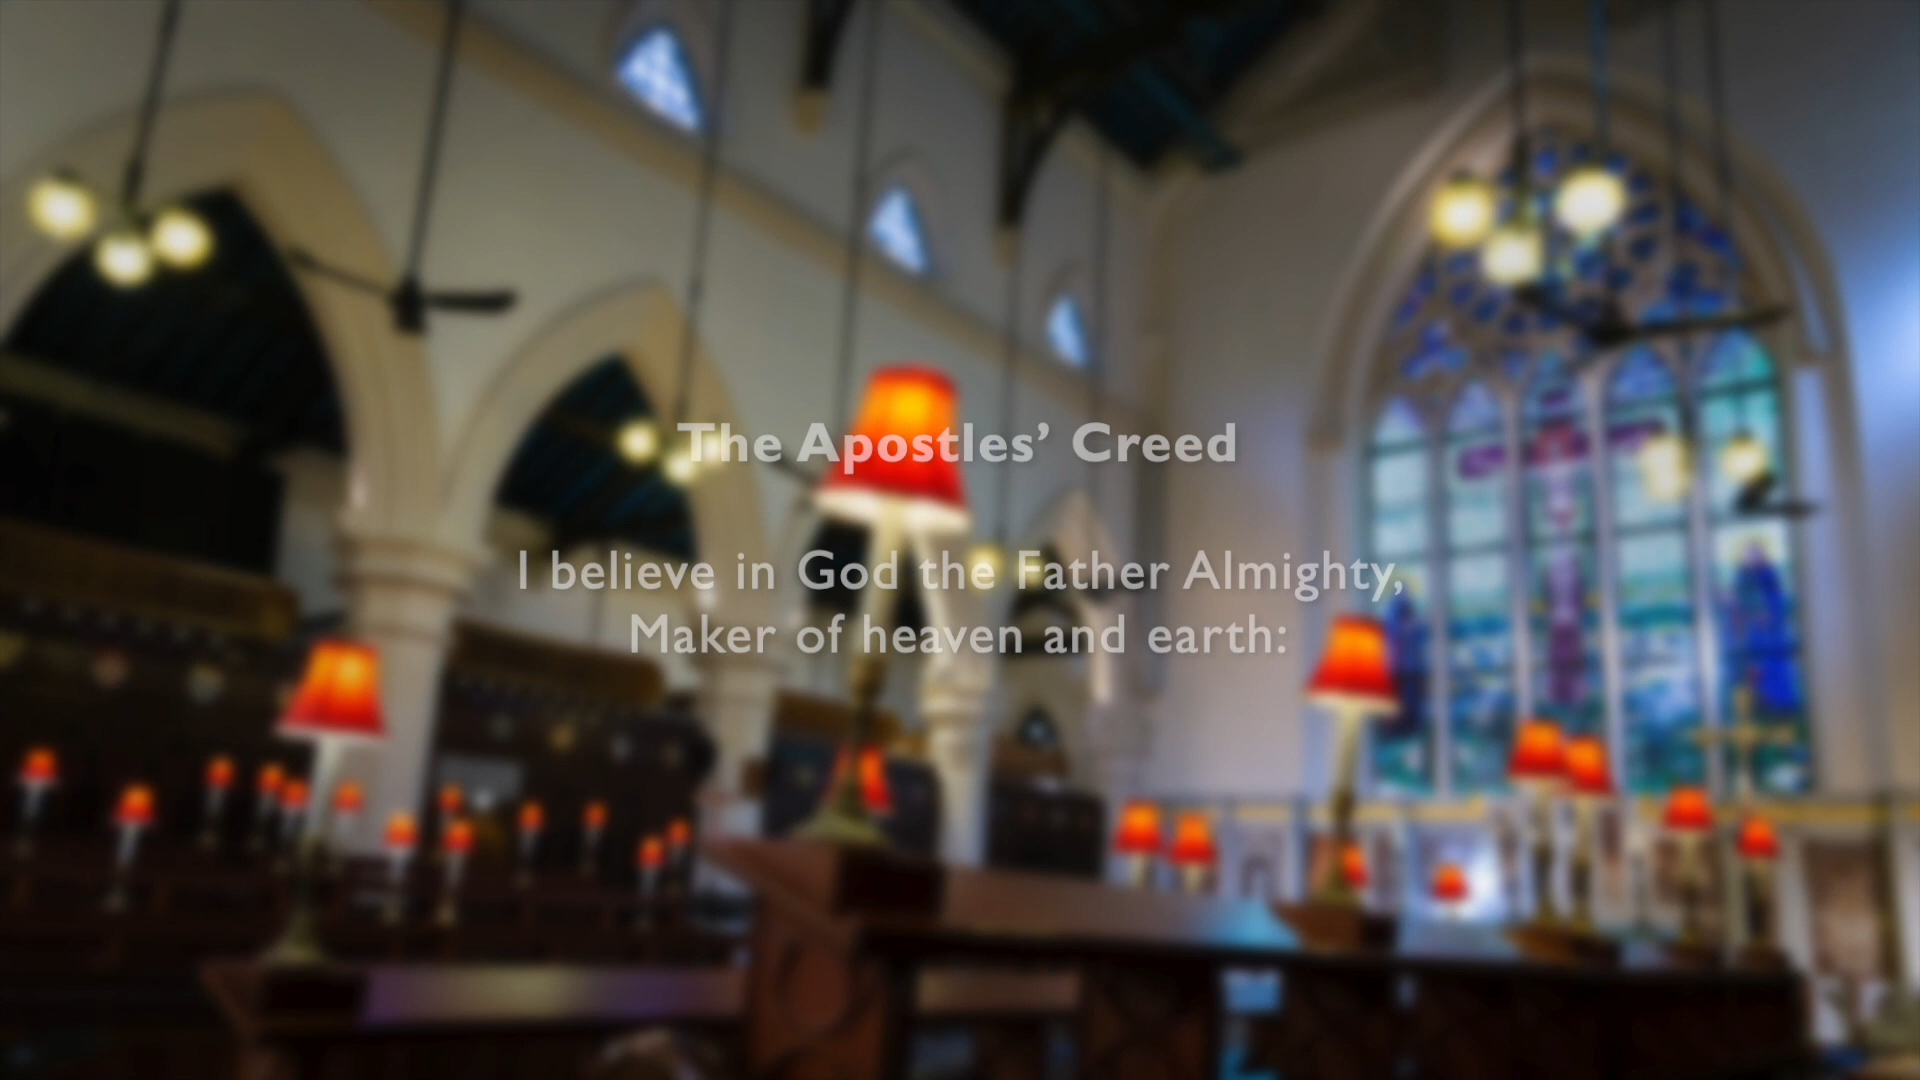 The Apostles’ Creed
I believe in God the Father Almighty,
Maker of heaven and earth: